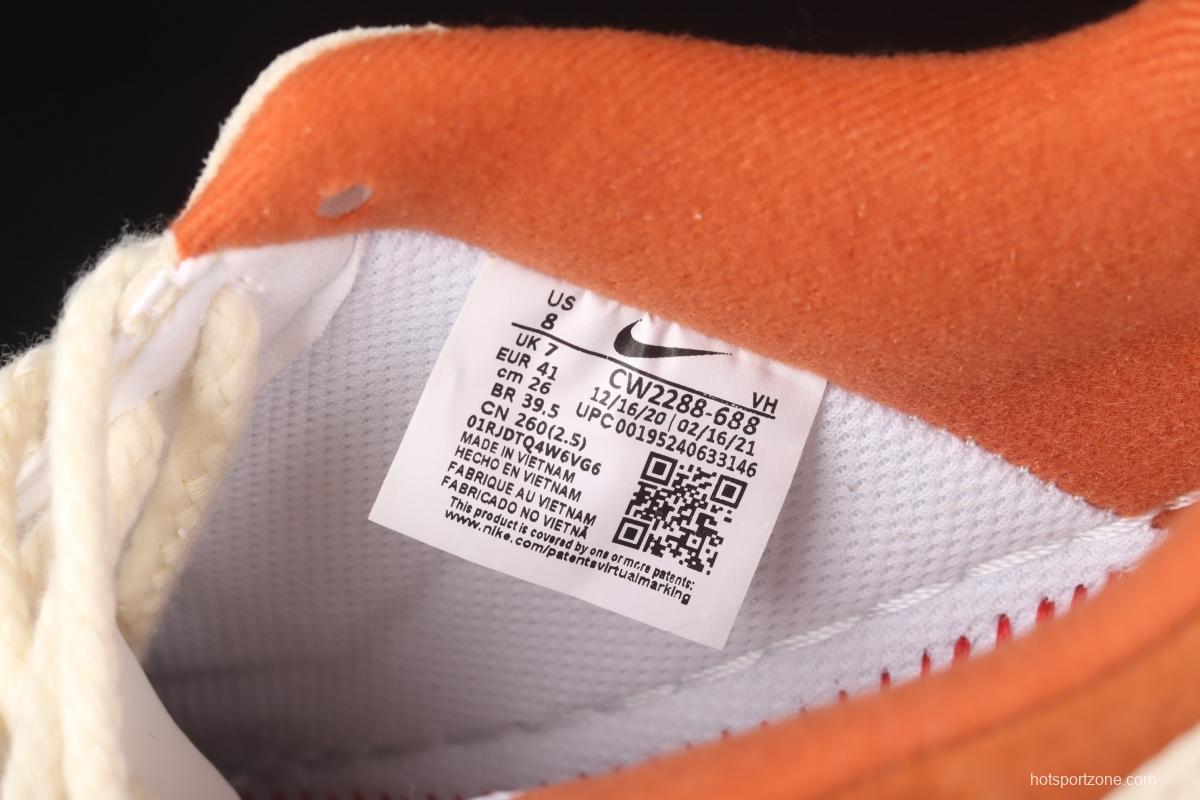 US
8
UK 7
EUR 41
cm 26
BR 39.5
CN 260(2.5)
01RJDTQ4W6VG6
MADE IN VIETNAM
HECHO EN VIETNAM
FABRIQUE AU VIETNAM
FABRICADO NO VIETNÃ
This product is covered by one or more patents:
www.nike.com/patentsvirtualmarking
VH
CW2288-688
12/16/20 | 02/16/21
UPC 00195240633146
hotsportzone.com